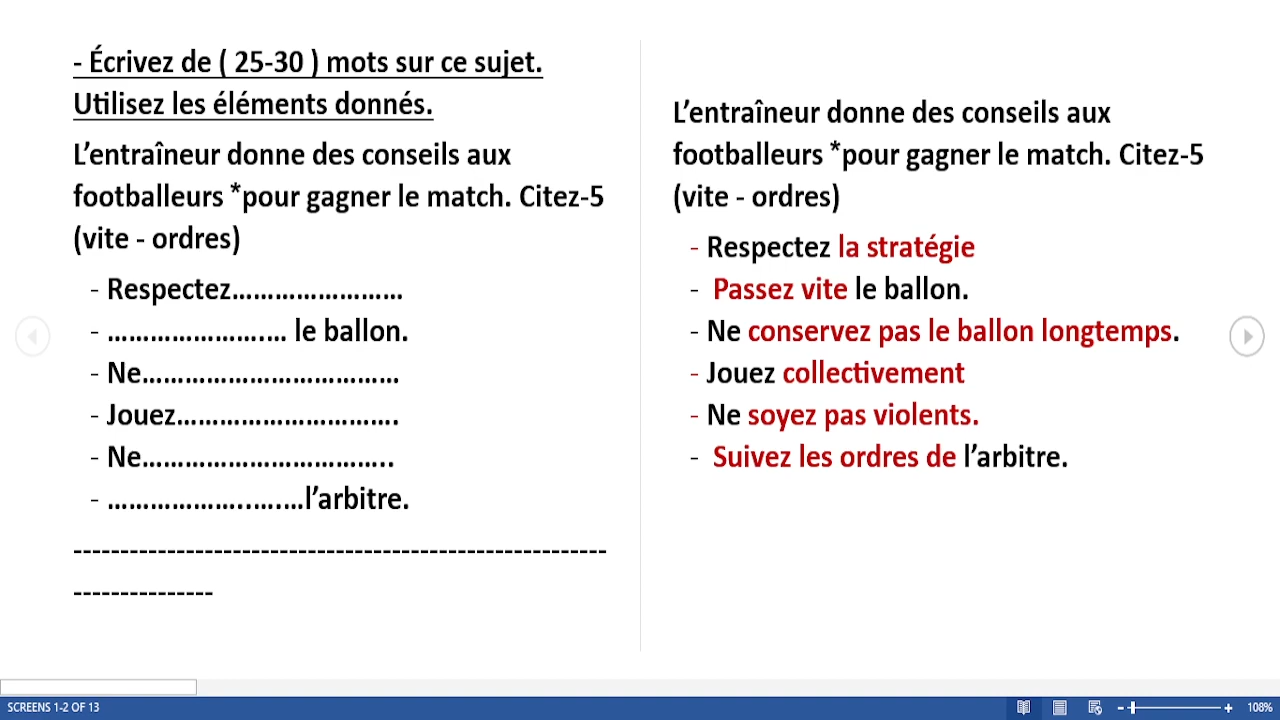 - Écrivez de ( 25-30 ) mots sur ce sujet.
Utilisez les éléments donnés.
L’entraîneur donne des conseils aux
footballeurs *pour gagner le match. Citez-5
(vite - ordres)
- Respectez……………………
- ………………….… le ballon.
- Ne………………………………
- Jouez………………………….
- Ne……………………………..
- ………………..….…l’arbitre.
---------------------------------------------------------
---------------
L’entraîneur donne des conseils aux
footballeurs *pour gagner le match. Citez-5
(vite - ordres)
- Respectez la stratégie
- Passez vite le ballon.
- Ne conservez pas le ballon longtemps.
- Jouez collectivement
- Ne soyez pas violents.
- Suivez les ordres de l’arbitre.
SCREENS 1-2 OF 13
108%